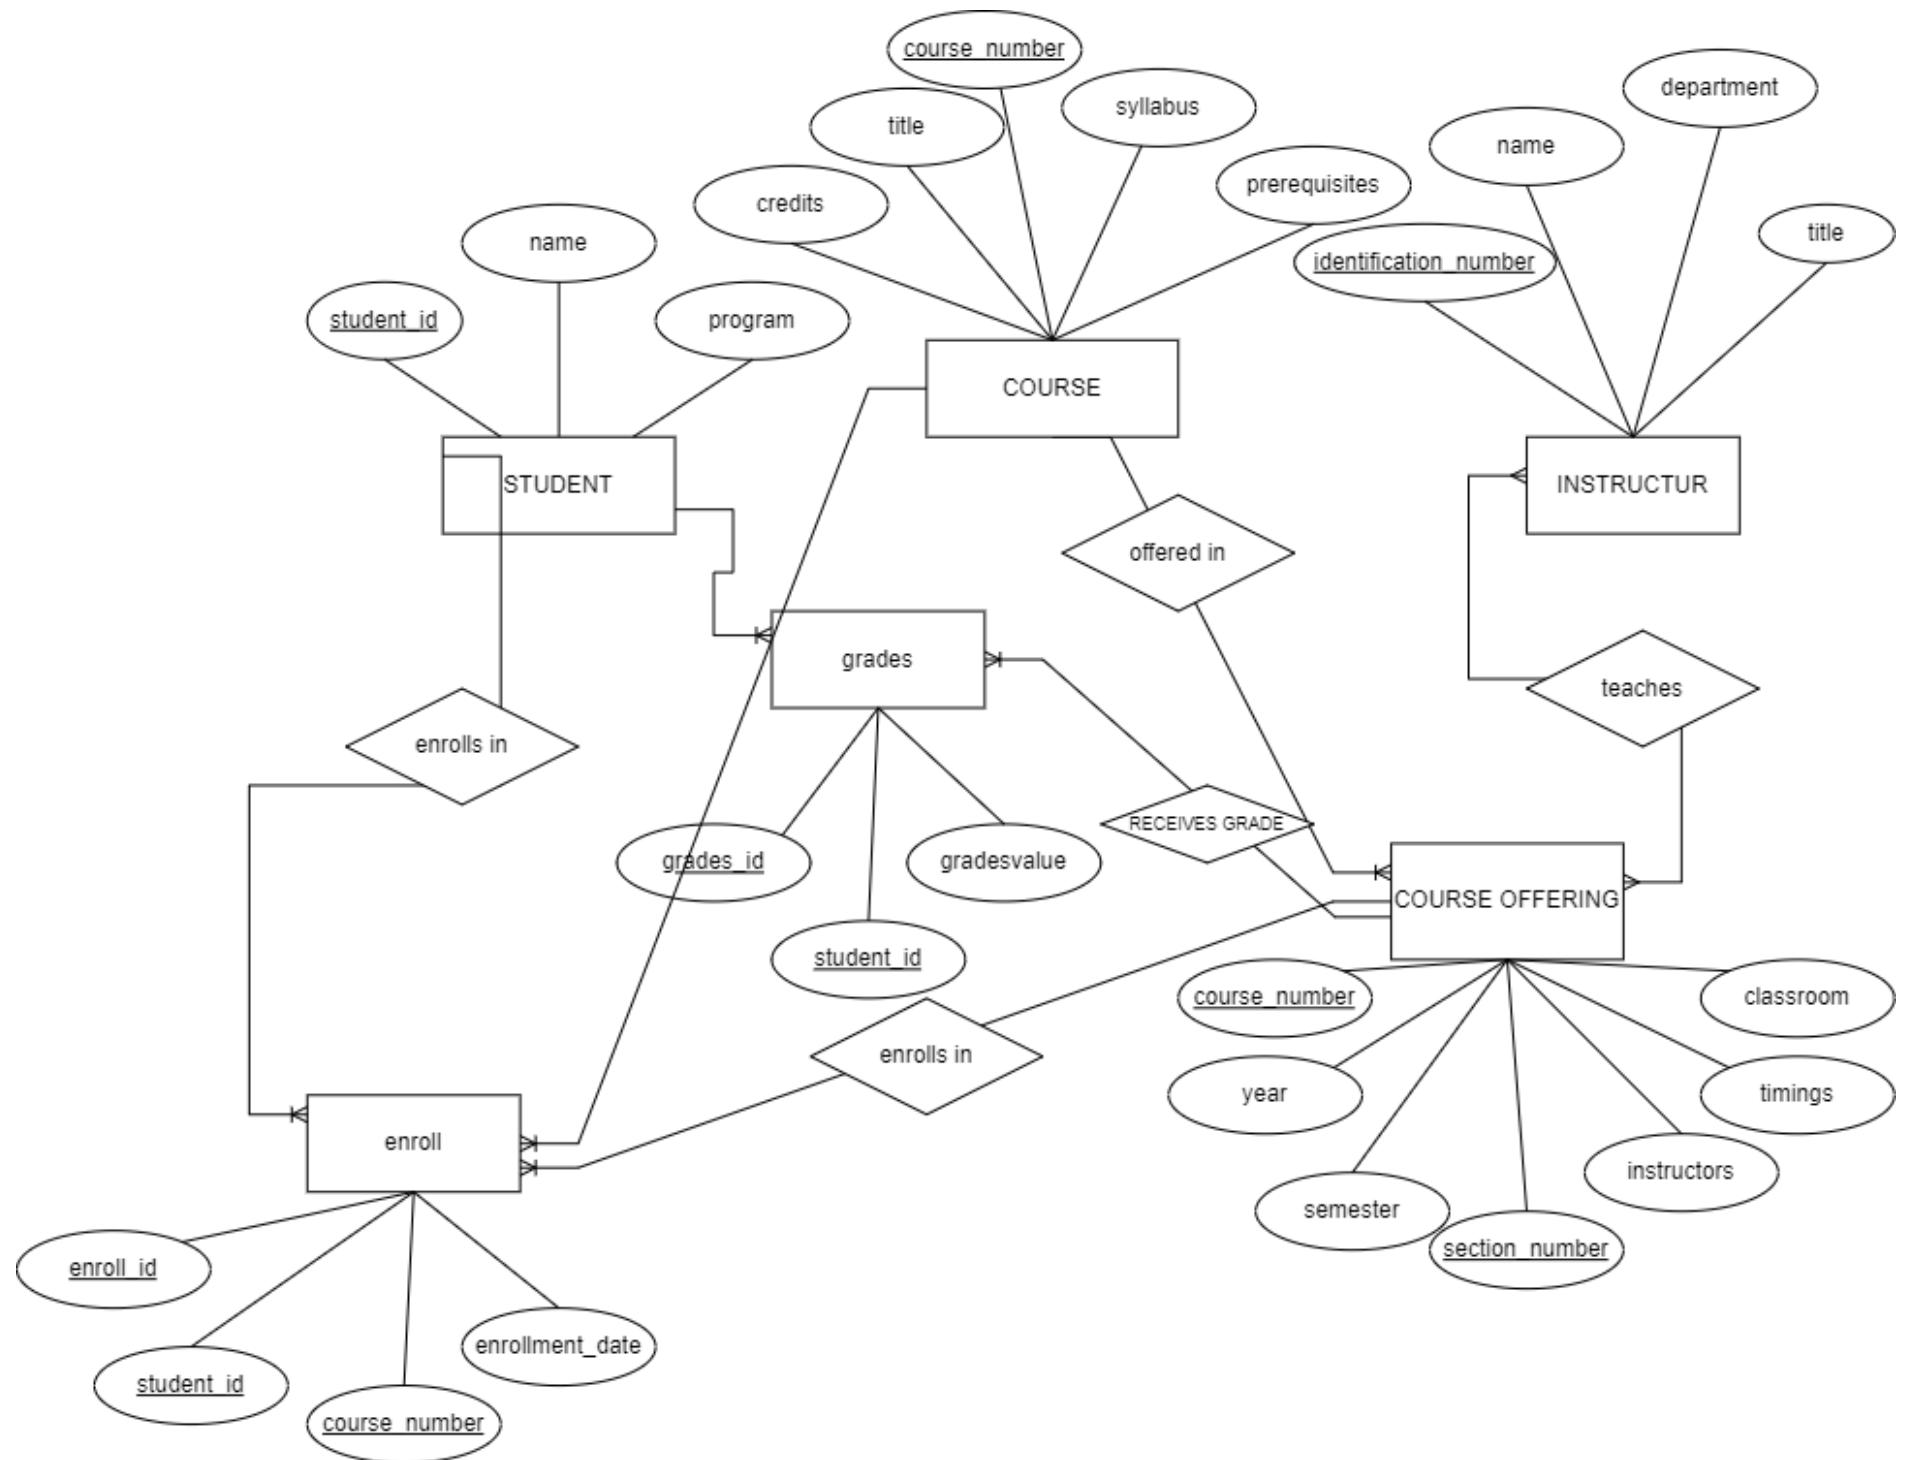 course_number
department
syllabus
title
name
prerequisites
credits
title
name
identification_number
student_id
program
COURSE
STUDENT
INSTRUCTUR
offered in
grades
teaches
enrolls in
RECEIVES GRADE
grades_id
gradesvalue
COURSE OFFERING
student_id
course_number
classroom
enrolls in
year
timings
enroll
instructors
semester
section_number
enroll_id
enrollment_date
student_id
course_number